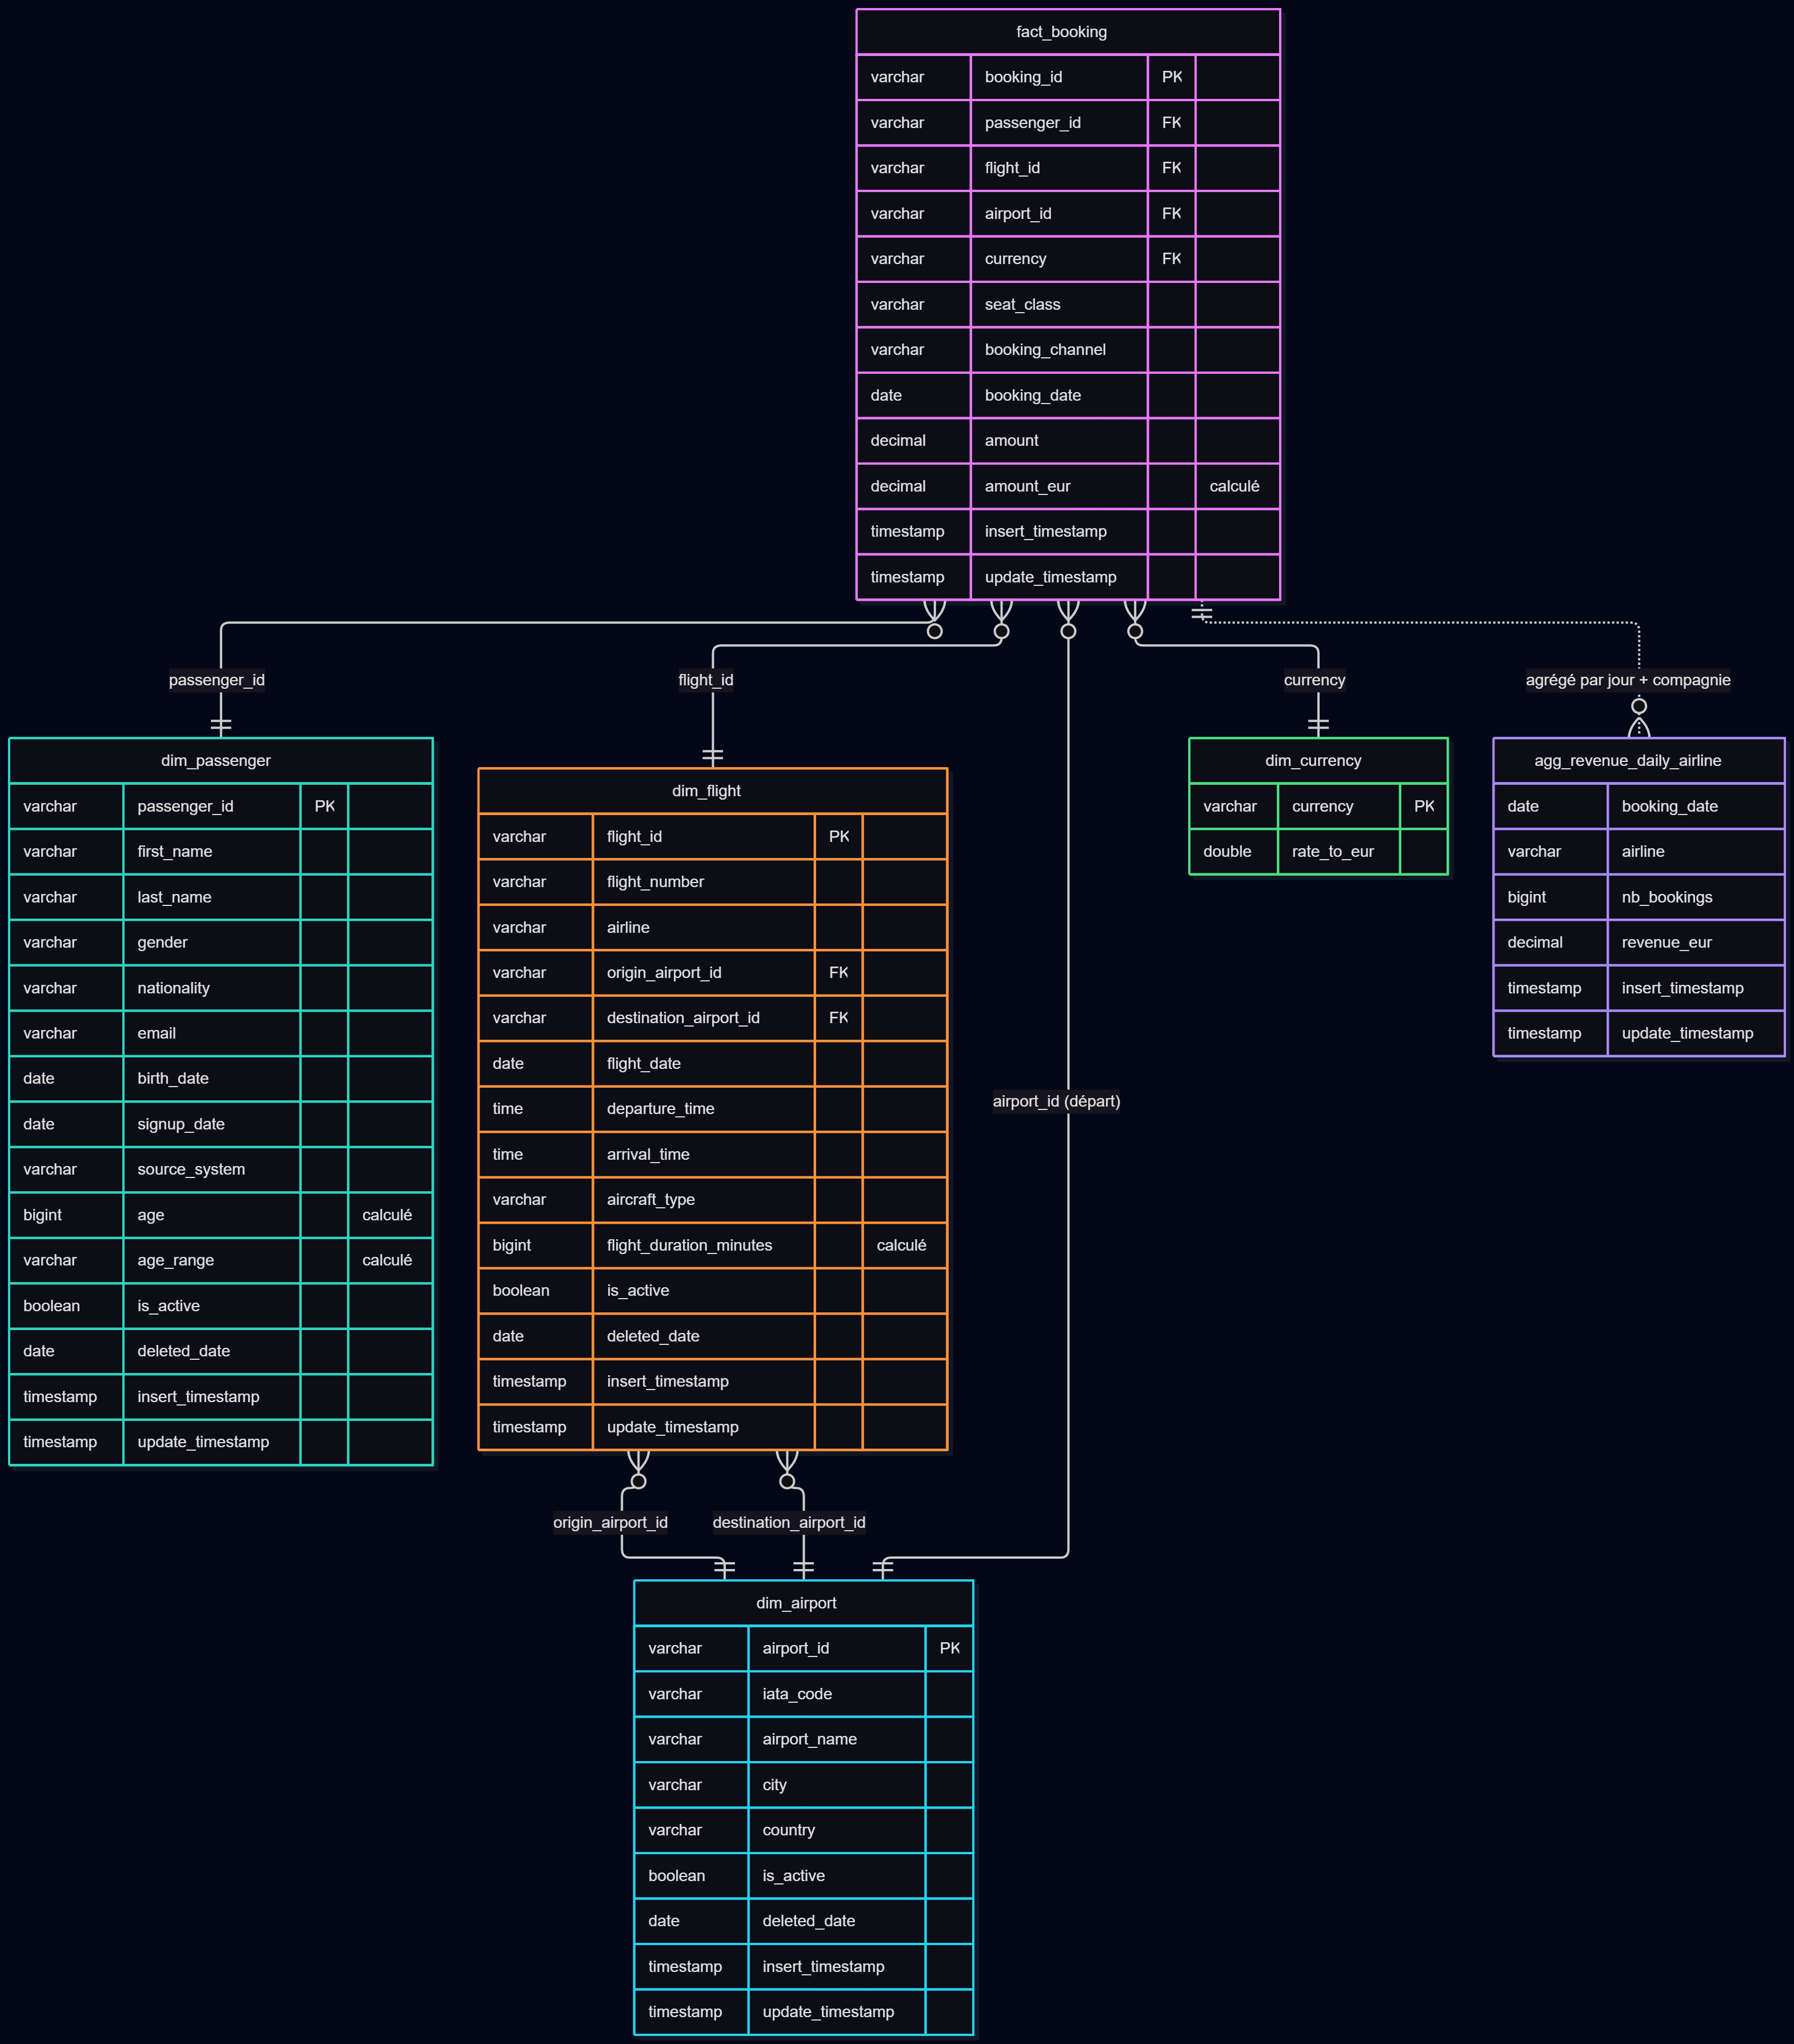 fact_booking
varchar booking_id PK
varchar passenger_id FK
varchar flight_id FK
varchar airport_id FK
varchar currency FK
varchar seat_class
varchar booking_channel
date booking_date
decimal amount
decimal amount_eur calculé
timestamp insert_timestamp
timestamp update_timestamp
passenger_id
flight_id
currency
agrégé par jour + compagnie
airport_id (départ)
dim_passenger
varchar passenger_id PK
varchar first_name
varchar last_name
varchar gender
varchar nationality
varchar email
date birth_date
date signup_date
varchar source_system
bigint age calculé
varchar age_range calculé
boolean is_active
date deleted_date
timestamp insert_timestamp
timestamp update_timestamp
dim_flight
varchar flight_id PK
varchar flight_number
varchar airline
varchar origin_airport_id FK
varchar destination_airport_id FK
date flight_date
time departure_time
time arrival_time
varchar aircraft_type
bigint flight_duration_minutes calculé
boolean is_active
date deleted_date
timestamp insert_timestamp
timestamp update_timestamp
dim_currency
varchar currency PK
double rate_to_eur
agg_revenue_daily_airline
date booking_date
varchar airline
bigint nb_bookings
decimal revenue_eur
timestamp insert_timestamp
timestamp update_timestamp
origin_airport_id
destination_airport_id
dim_airport
varchar airport_id PK
varchar iata_code
varchar airport_name
varchar city
varchar country
boolean is_active
date deleted_date
timestamp insert_timestamp
timestamp update_timestamp